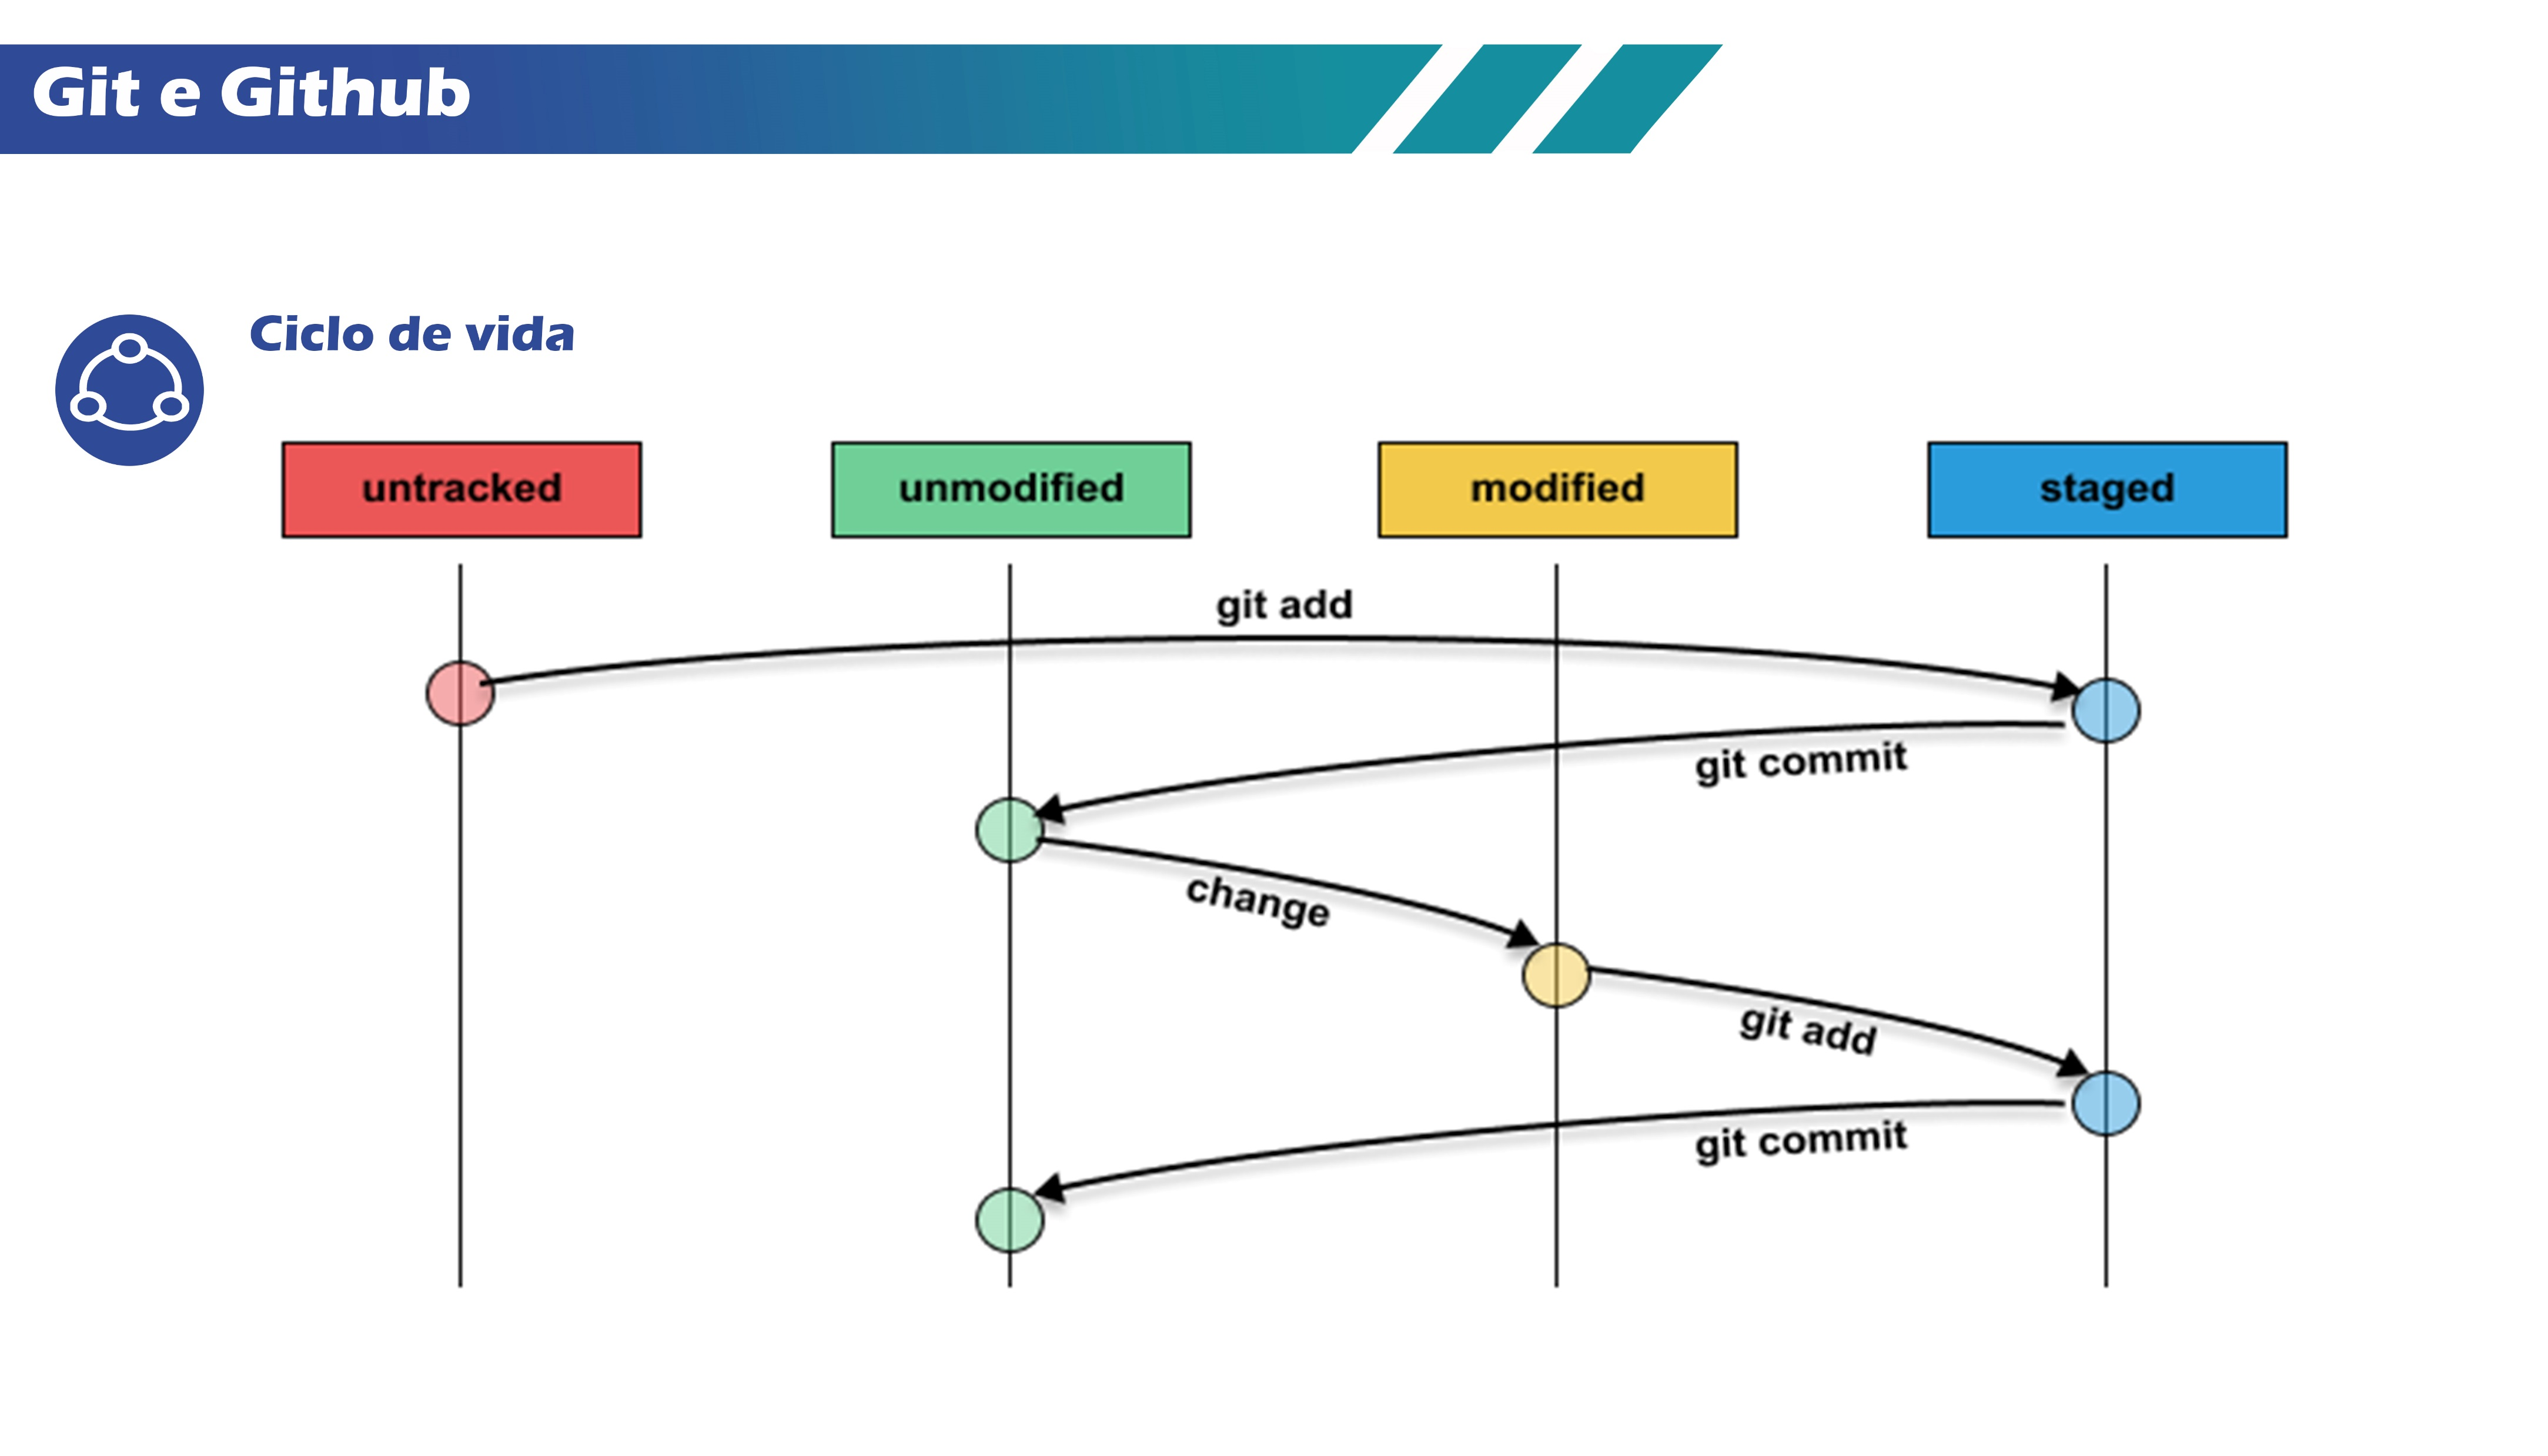 Git e Github
Ciclo de vida
untracked
unmodified
modified
staged
git add
git commit
change
git add
git commit